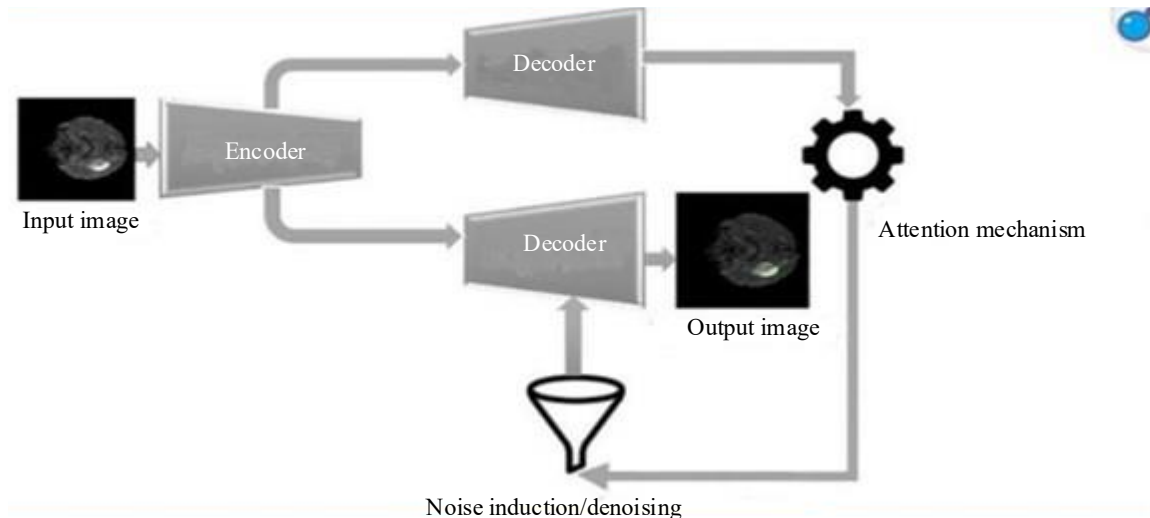 Decoder
Encoder
Input image
Attention mechanism
Decoder
Output image
Noise induction/denoising